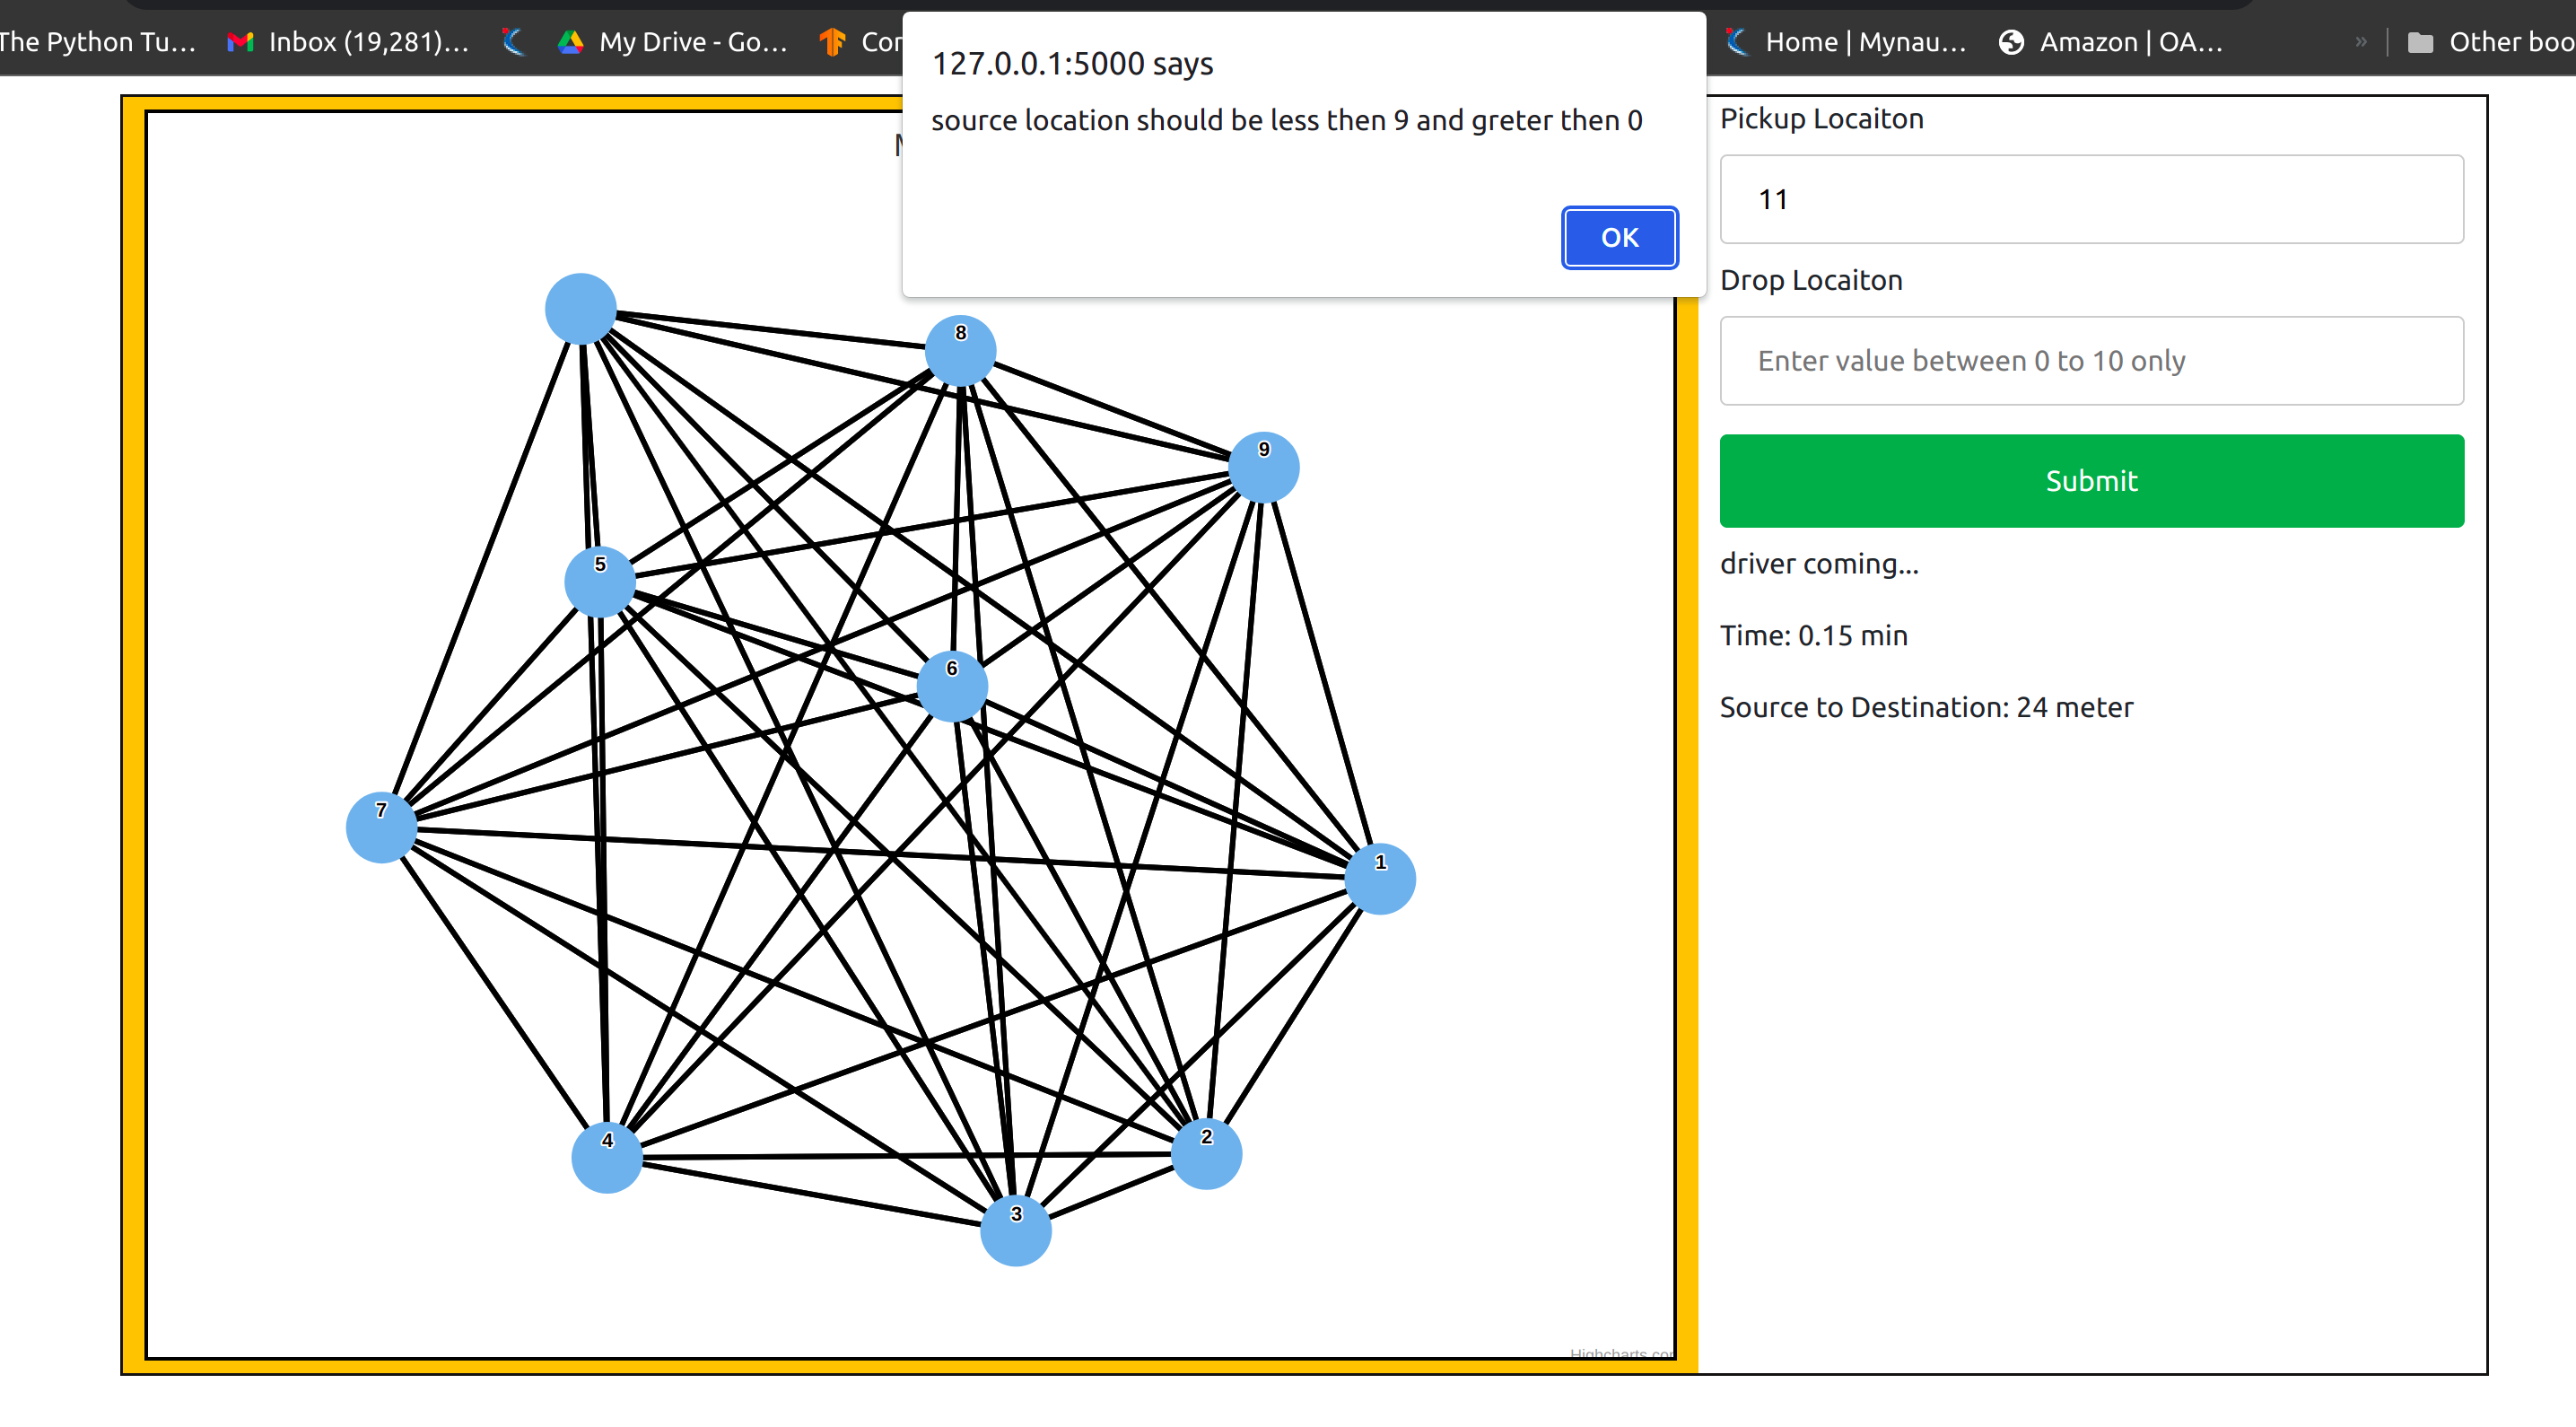 The Python Tu...
Inbox (19,281)...
My Drive - Go...
Home | Mynau...
Amazon | OA...
»
Other boo
127.0.0.1:5000 says
source location should be less then 9 and greter then 0
OK
8
9
5
6
7
1
4
2
3
Highcharts.com
Pickup Locaiton
11
Drop Locaiton
Enter value between 0 to 10 only
Submit
driver coming...
Time: 0.15 min
Source to Destination: 24 meter